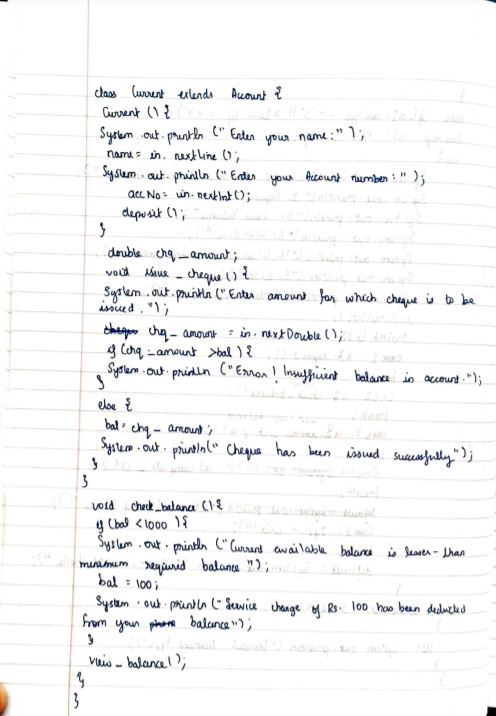 class Current extends Account {
Current () {
System.out.println ("Enter your name:");
name = in.nextLine ();
System.out.println ("Enter your Account number:");
acc No = in.nextInt ();
deposit ();
}
double chq_amount;
void issue_cheque () {
System.out.println ("Enter amount for which cheque is to be
issued.");
chq_amount = in.nextDouble ();
if (chq_amount >bal) {
System.out.println ("Error! Insufficient balance in account.");
}
else {
bal= chq_amount;
System.out.println(" Cheque has been issued successfully");
}
}
void check_balance () {
if (bal <1000 ) {
System.out.println ("Current available balance is lesser-than
minimum required balance ");
bal = 100;
System.out.println ("Service charge of Rs. 100 has been deducted
from your balance");
}
view_balance();
}
}